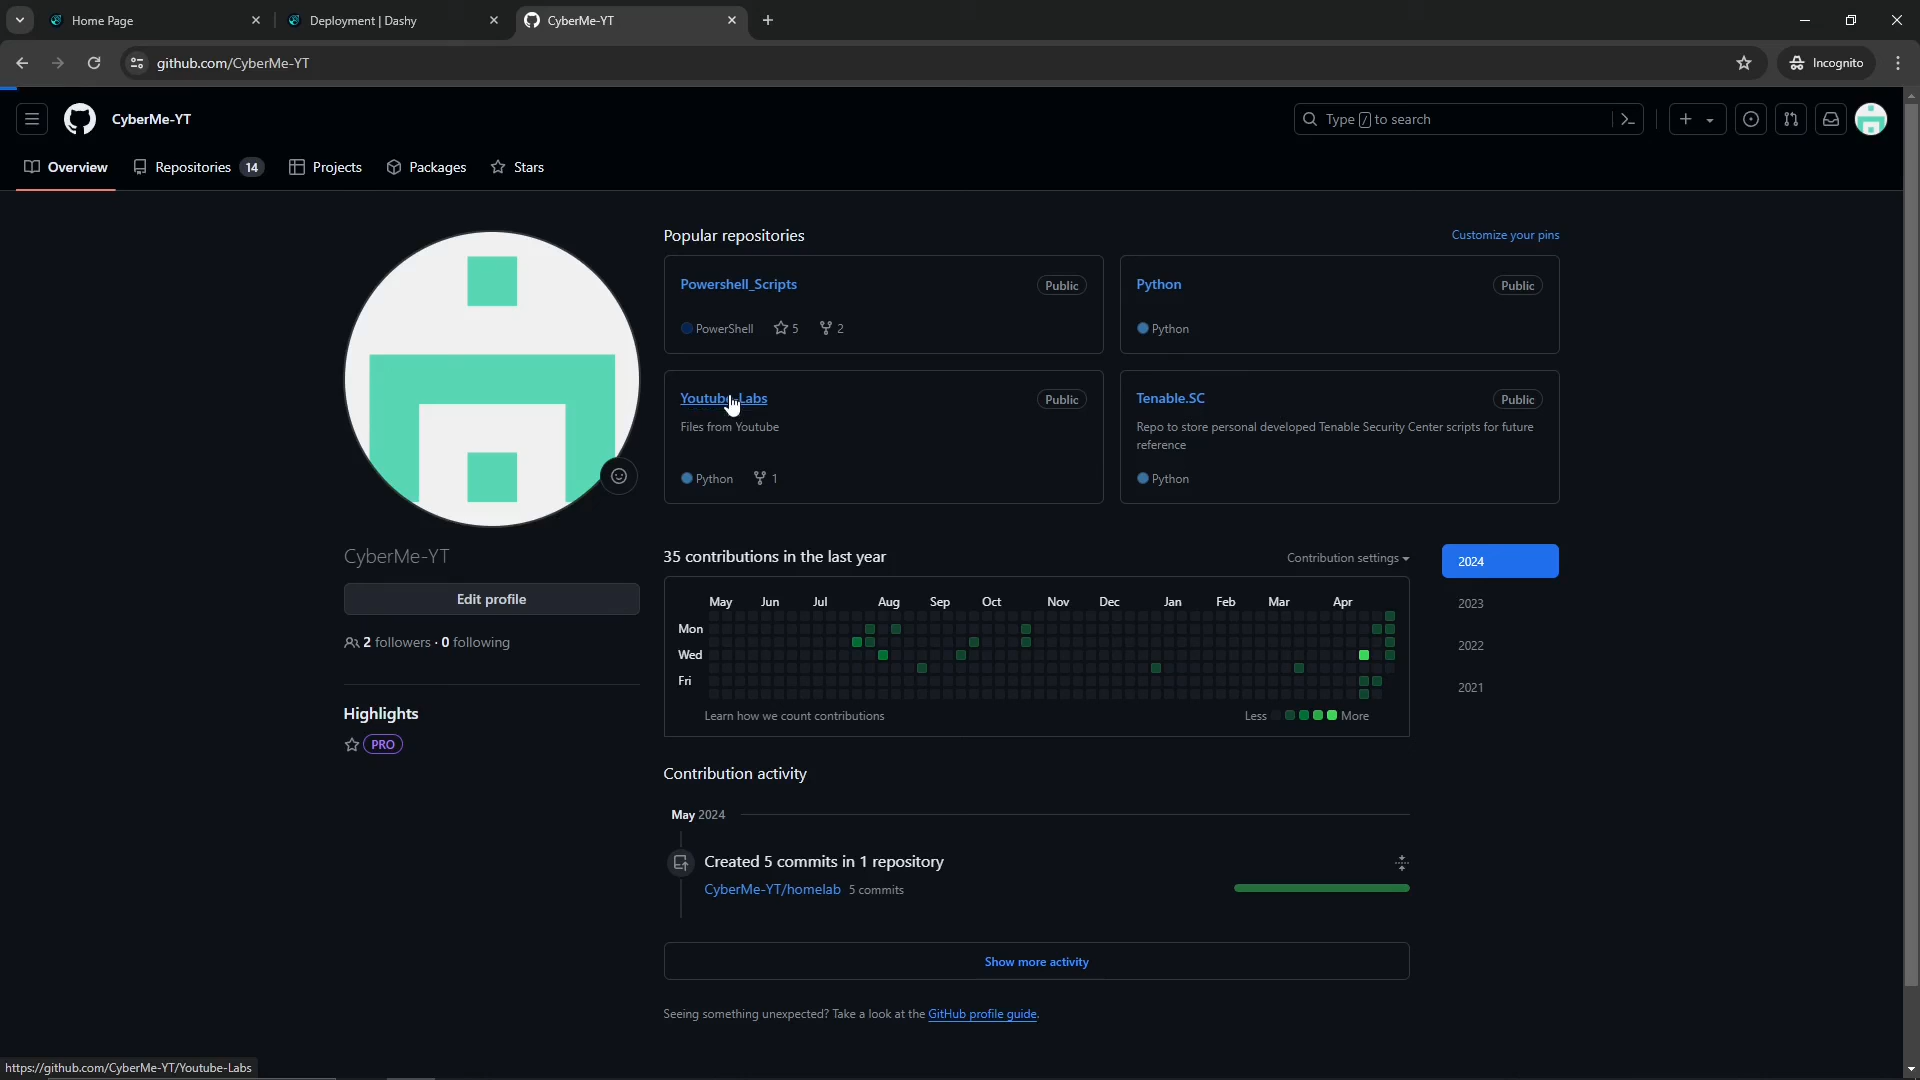 Home Page
Deployment | Dashy
CyberMe-YT
github.com/CyberMe-YT
Incognito
CyberMe-YT
Type / to search
Overview
Repositories 14
Projects
Packages
Stars
Popular repositories
Customize your pins
Powershell_Scripts
Public
PowerShell 5 2
Python
Public
Python
Youtube-Labs
Public
Files from Youtube
Python 1
Tenable.SC
Public
Repo to store personal developed Tenable Security Center scripts for future
reference
Python
CyberMe-YT
Edit profile
2 followers · 0 following
Highlights
PRO
35 contributions in the last year
Contribution settings
2024
2023
2022
2021
May Jun Jul Aug Sep Oct Nov Dec Jan Feb Mar Apr
Mon
Wed
Fri
Learn how we count contributions
Less More
Contribution activity
May 2024
Created 5 commits in 1 repository
CyberMe-YT/homelab 5 commits
Show more activity
Seeing something unexpected? Take a look at the GitHub profile guide.
https://github.com/CyberMe-YT/Youtube-Labs